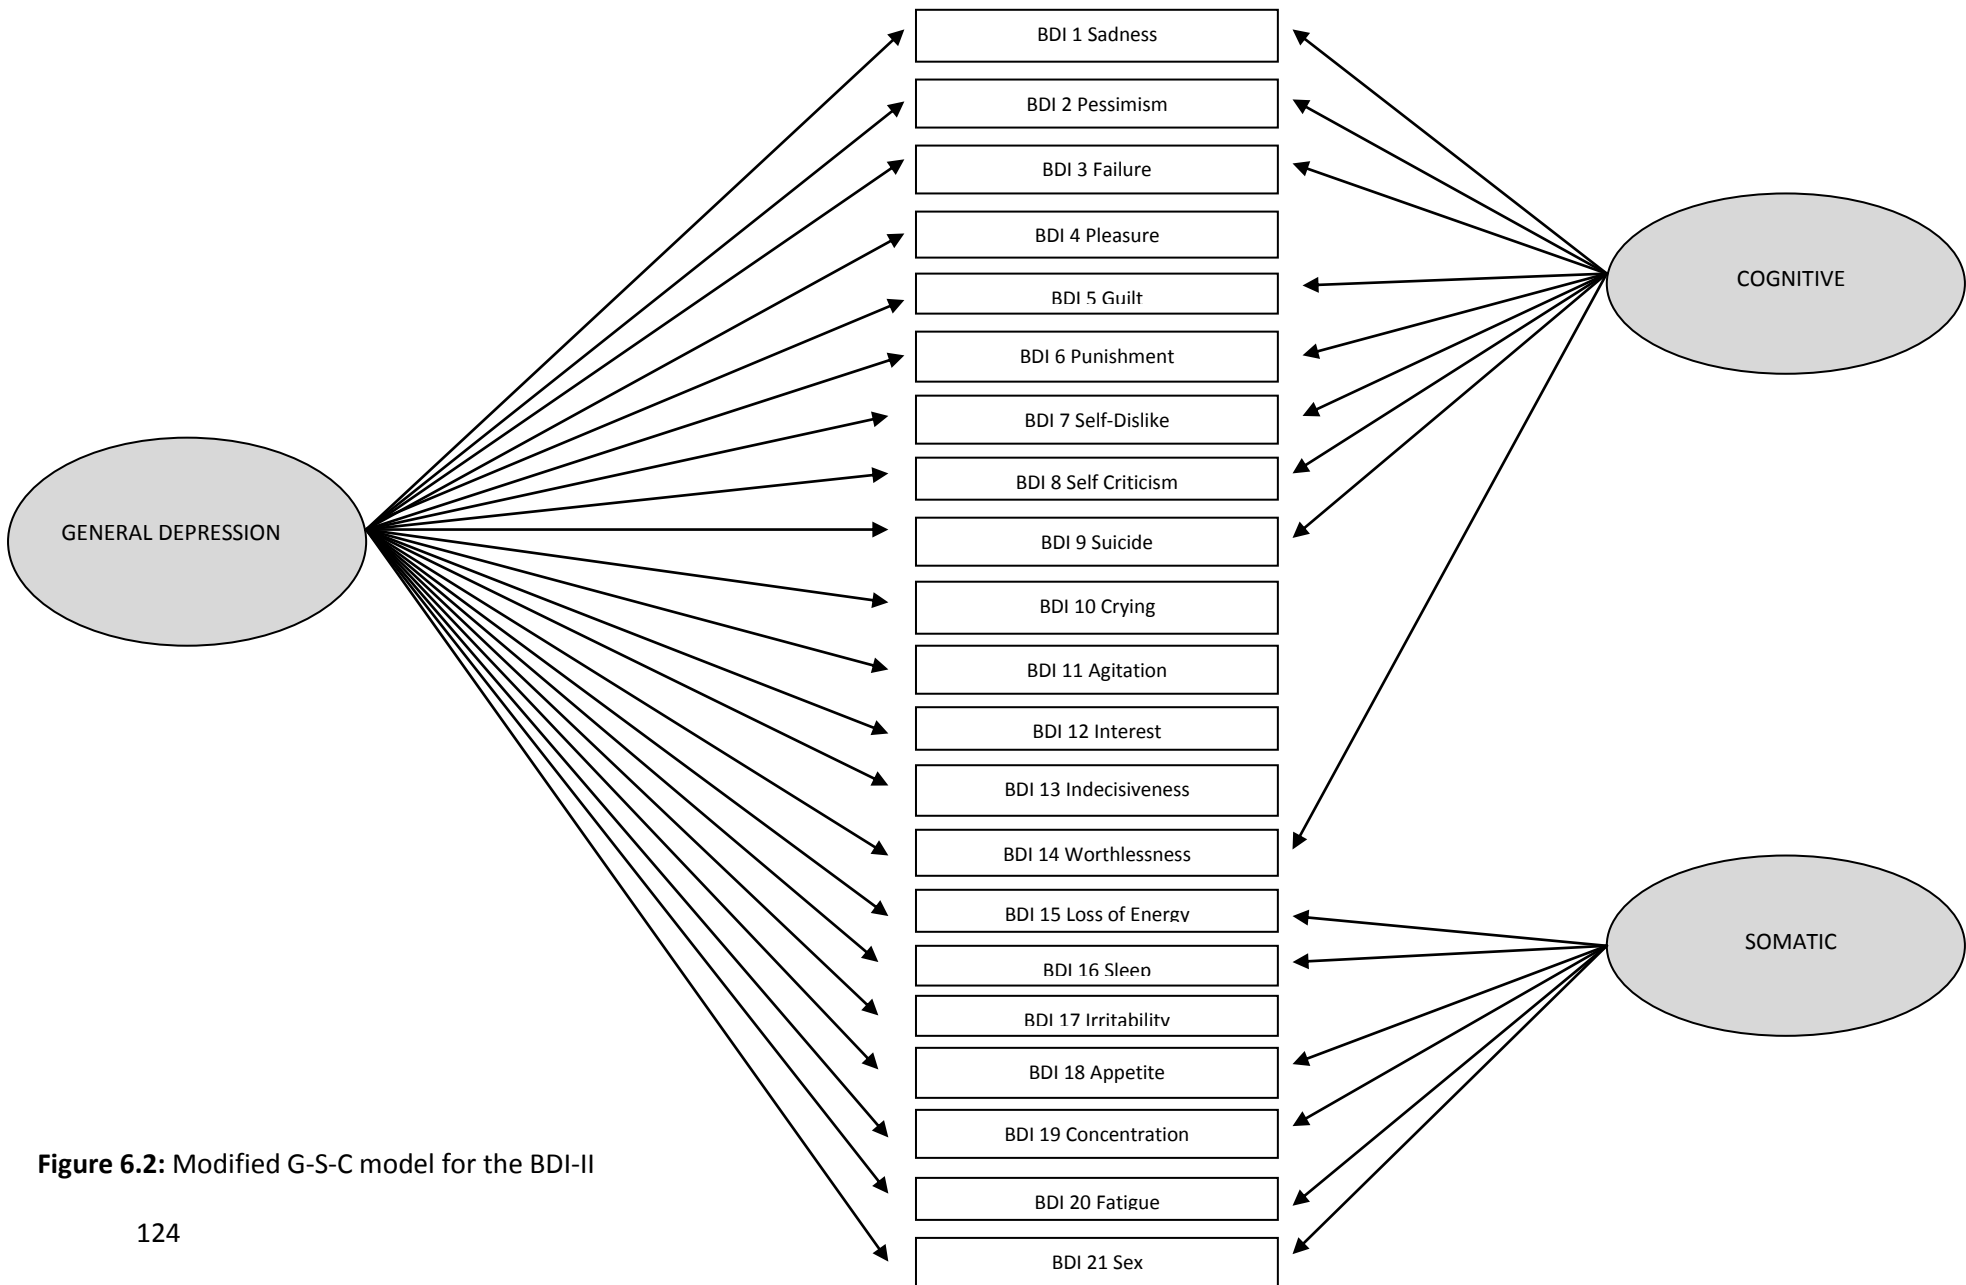 BDI 1 Sadness
BDI 2 Pessimism
BDI 3 Failure
BDI 4 Pleasure
BDI 5 Guilt
BDI 6 Punishment
BDI 7 Self-Dislike
BDI 8 Self Criticism
BDI 9 Suicide
BDI 10 Crying
BDI 11 Agitation
BDI 12 Interest
BDI 13 Indecisiveness
BDI 14 Worthlessness
BDI 15 Loss of Energy
BDI 16 Sleep
BDI 17 Irritability
BDI 18 Appetite
BDI 19 Concentration
BDI 20 Fatigue
BDI 21 Sex
GENERAL DEPRESSION
COGNITIVE
SOMATIC
Figure 6.2: Modified G-S-C model for the BDI-II
124